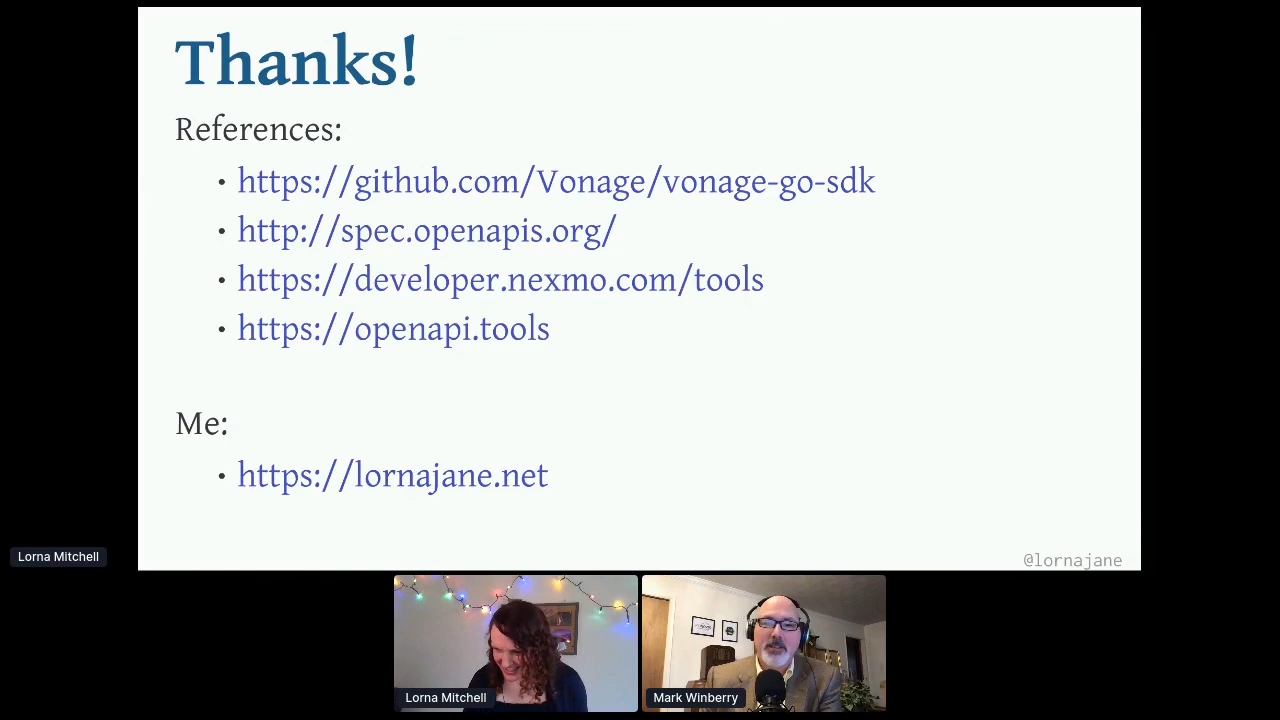 Thanks!
References:
• https://github.com/Vonage/vonage-go-sdk
• http://spec.openapis.org/
• https://developer.nexmo.com/tools
• https://openapi.tools
Me:
• https://lornajane.net
@lornajane
Lorna Mitchell
Lorna Mitchell
Mark Winberry